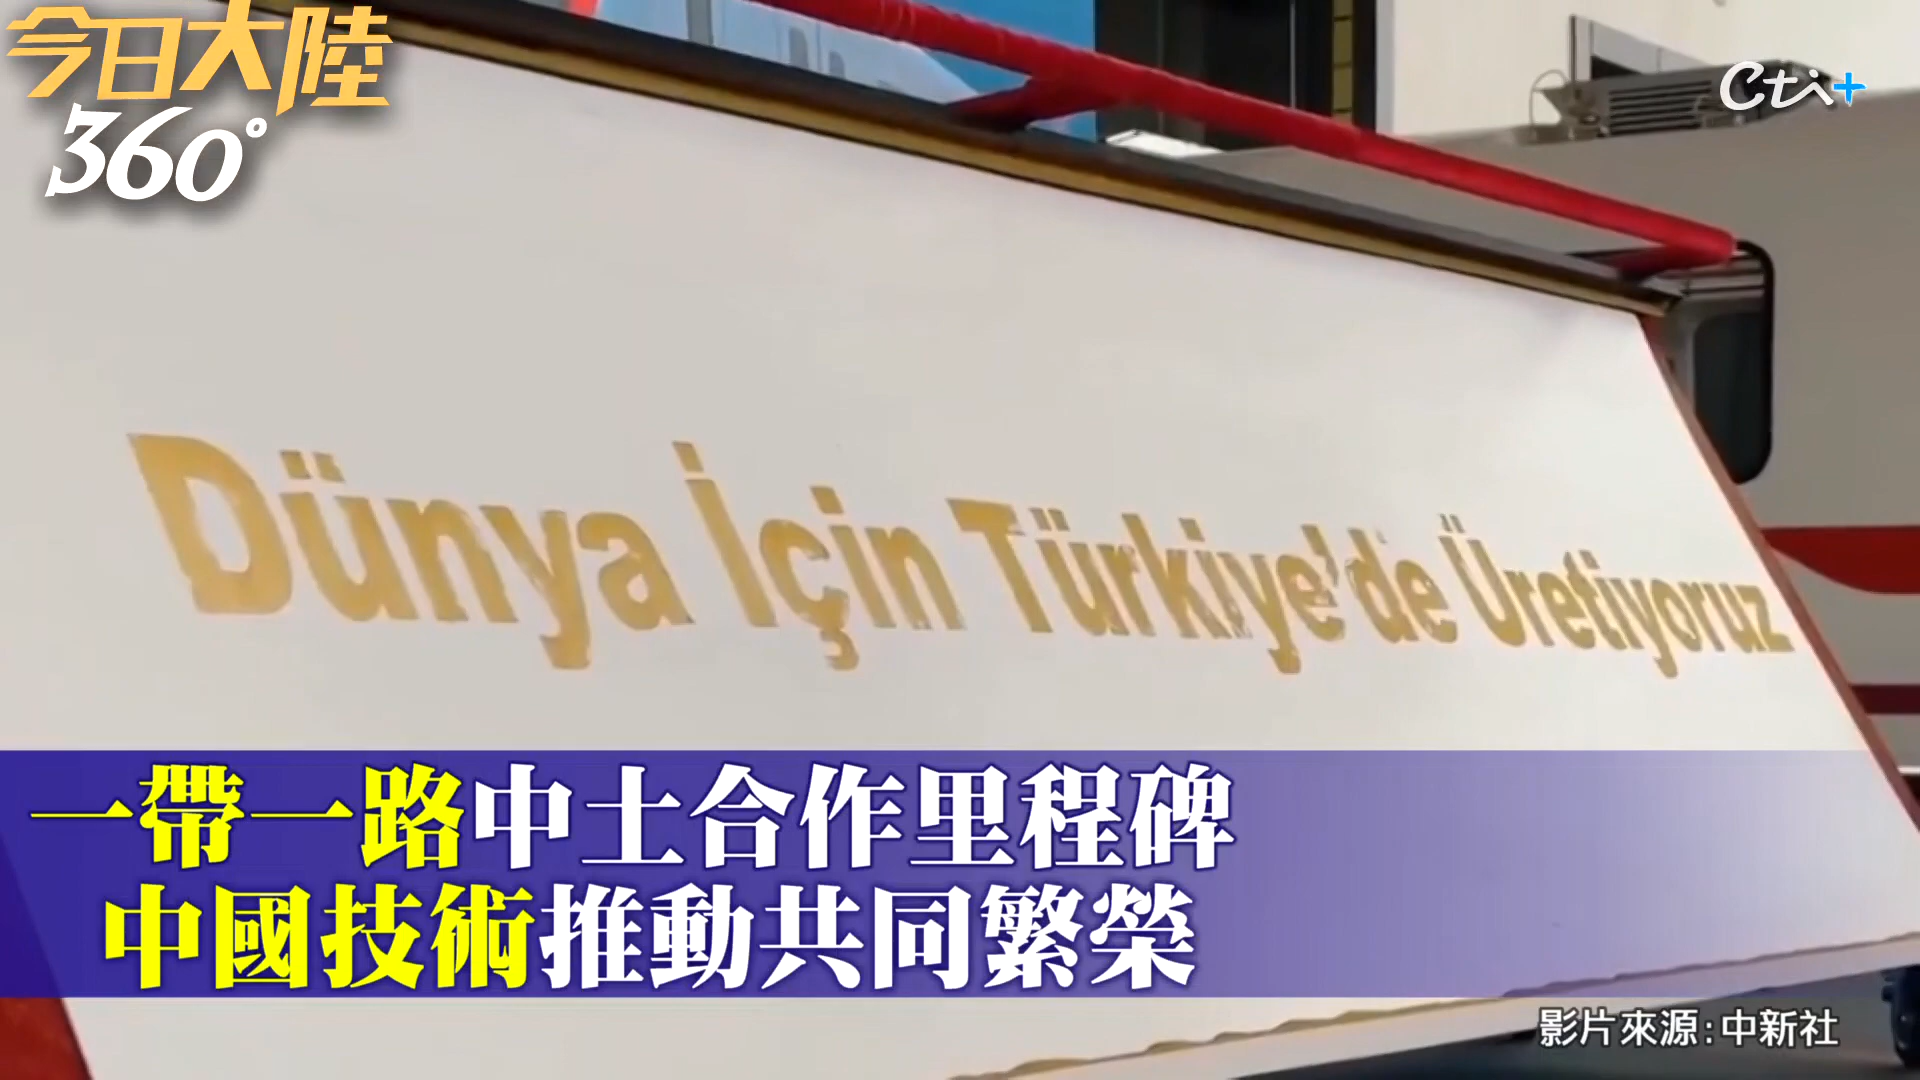 今日大陸
360°
Cti+
Dünya İçin Türkiye'de Üretiyoruz
一帶一路中土合作里程碑
中國技術推動共同繁榮
影片來源:中新社